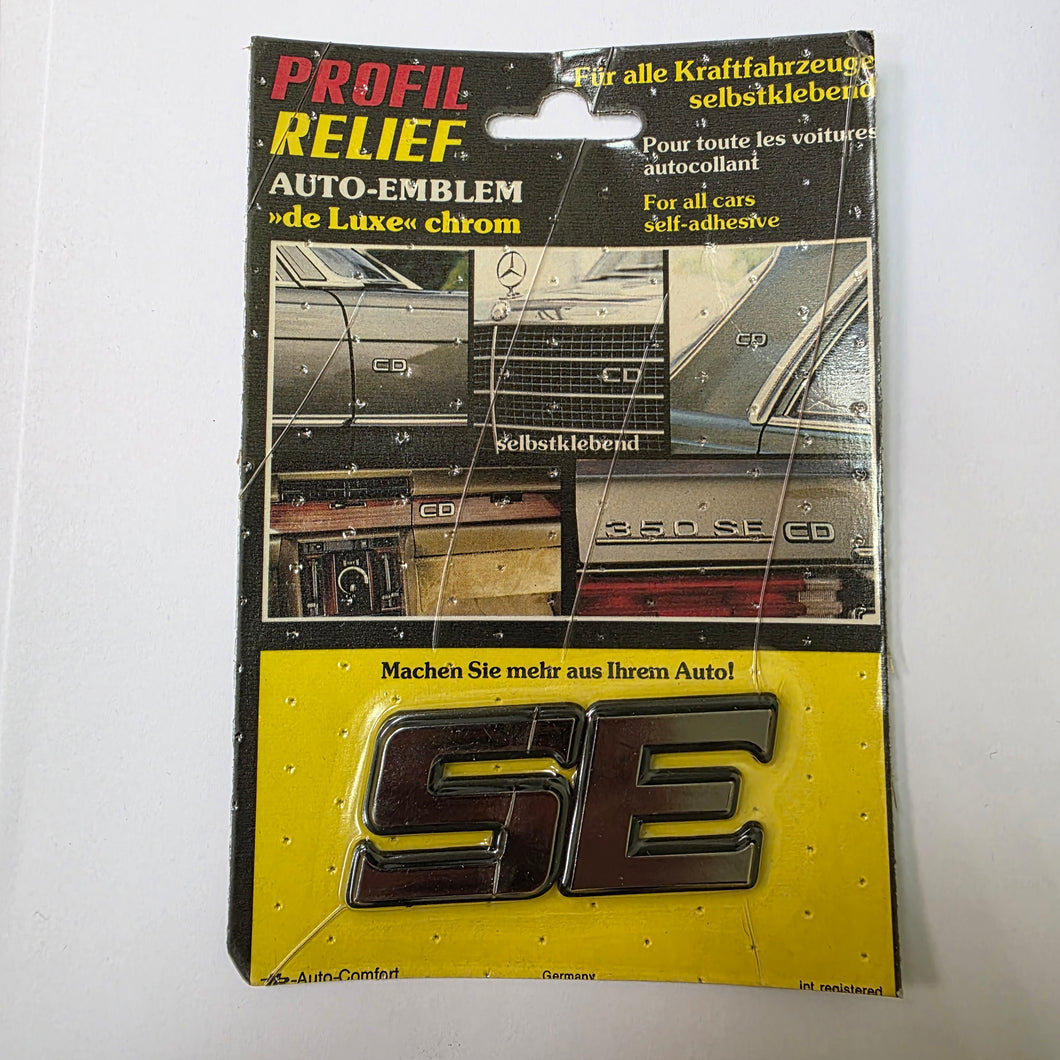 PROFIL
RELIEF
AUTO-EMBLEM
»de Luxe« chrom
Für alle Kraftfahrzeuge
selbstklebend
Pour toute les voitures
autocollant
For all cars
self-adhesive
CD
CD
CD
selbstklebend
CD
350 SE CD
Machen Sie mehr aus Ihrem Auto!
SE
-Auto-Comfort
Germany
int. registered